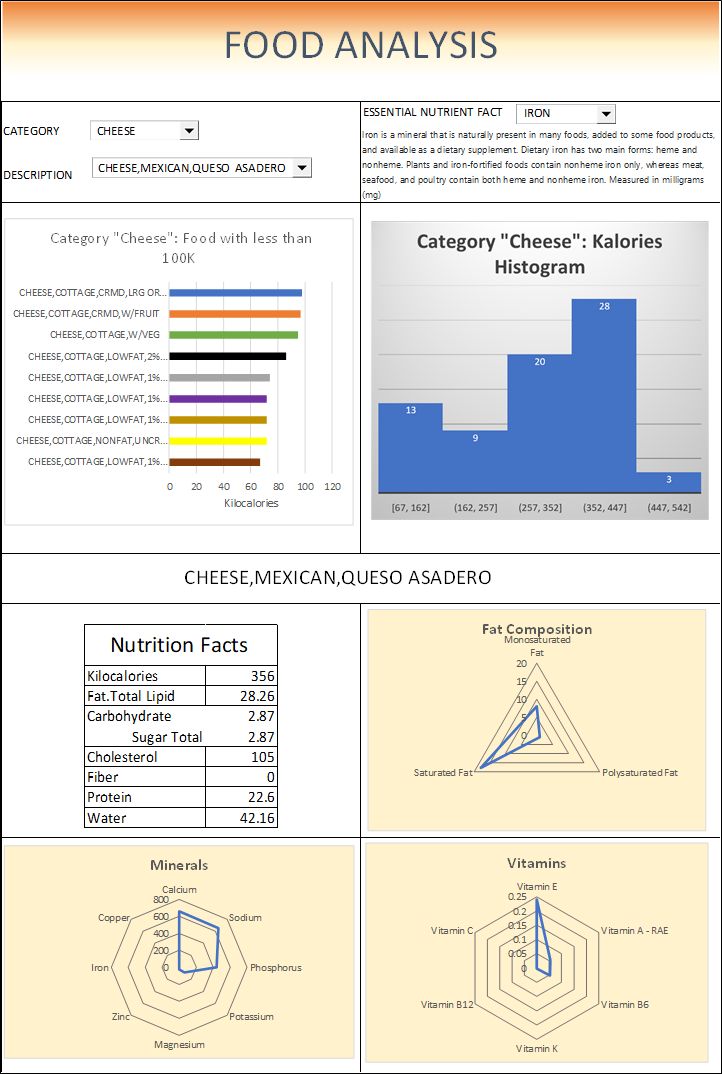 FOOD ANALYSIS
CATEGORY
CHEESE
DESCRIPTION
CHEESE,MEXICAN,QUESO ASADERO
ESSENTIAL NUTRIENT FACT
IRON
Iron is a mineral that is naturally present in many foods, added to some food products,
and available as a dietary supplement. Dietary iron has two main forms: heme and
nonheme. Plants and iron-fortified foods contain nonheme iron only, whereas meat,
seafood, and poultry contain both heme and nonheme iron. Measured in milligrams
(mg)
Category "Cheese": Food with less than
100K
CHEESE,COTTAGE,CRMD,LRG OR...
CHEESE,COTTAGE,CRMD,W/FRUIT
CHEESE,COTTAGE,W/VEG
CHEESE,COTTAGE,LOWFAT,2%...
CHEESE,COTTAGE,LOWFAT,1%...
CHEESE,COTTAGE,LOWFAT,1%...
CHEESE,COTTAGE,LOWFAT,1%...
CHEESE,COTTAGE,NONFAT,UNCR...
CHEESE,COTTAGE,LOWFAT,1%...
0 20 40 60 80 100 120
Kilocalories
Category "Cheese": Kalories
Histogram
13
9
20
28
3
[67, 162] (162, 257] (257, 352] (352, 447] (447, 542]
CHEESE,MEXICAN,QUESO ASADERO
Nutrition Facts
Kilocalories 356
Fat.Total Lipid 28.26
Carbohydrate 2.87
Sugar Total 2.87
Cholesterol 105
Fiber 0
Protein 22.6
Water 42.16
Fat Composition
Monosaturated
Fat
20
15
10
5
0
Saturated Fat
Polysaturated Fat
Minerals
Calcium
800
600
400
200
0
Sodium
Phosphorus
Potassium
Magnesium
Zinc
Iron
Copper
Vitamins
Vitamin E
0.25
0.2
0.15
0.1
0.05
0
Vitamin A - RAE
Vitamin B6
Vitamin K
Vitamin B12
Vitamin C